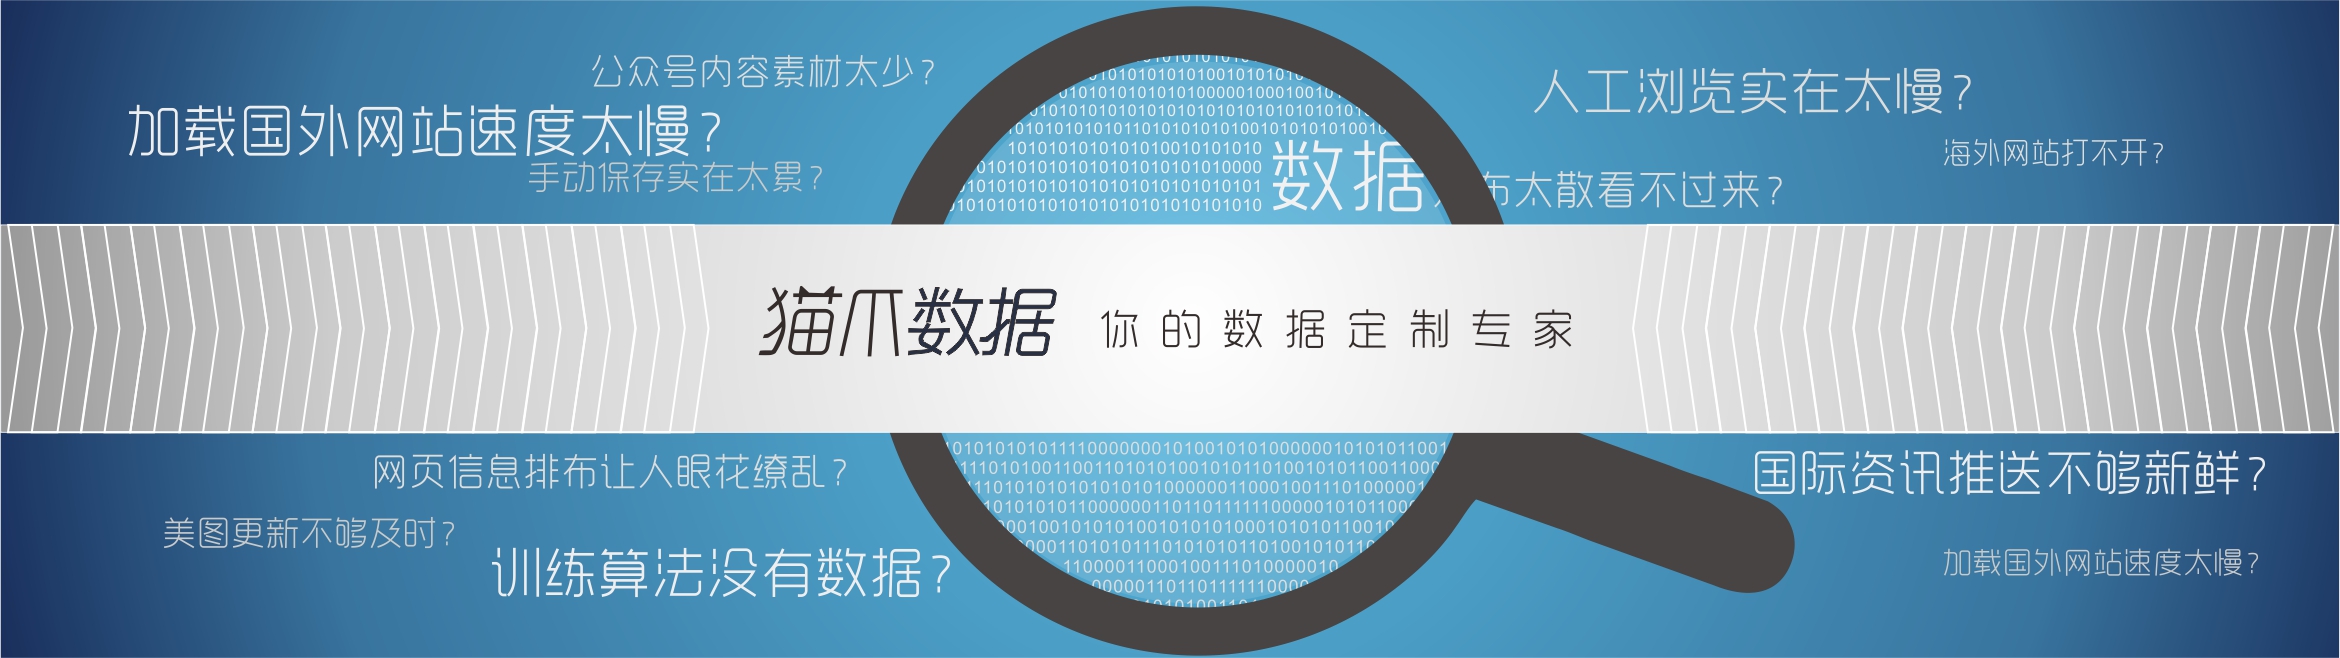 公众号内容素材太少？
加载国外网站速度太慢？
手动保存实在太累？
数据
人工浏览实在太慢？
海外网站打不开？
布太散看不过来？
猫爪数据 你的数据定制专家
网页信息排布让人眼花缭乱？
美图更新不够及时？
训练算法没有数据？
国际资讯推送不够新鲜？
加载国外网站速度太慢？